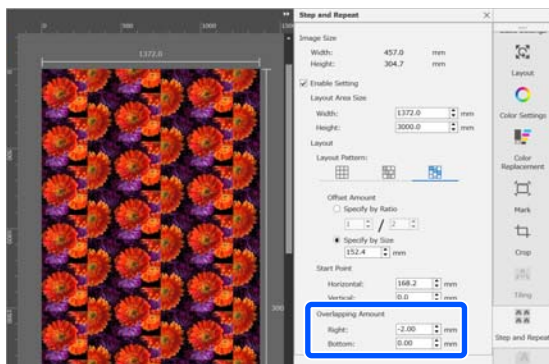 Step and Repeat
Image Size
Width: 457.0 mm
Height: 304.7 mm
Enable Setting
Layout Area Size
Width: 1372.0 mm
Height: 3000.0 mm
Layout
Layout Pattern:
Offset Amount
Specify by Ratio
1 / 2
Specify by Size
152.4 mm
Start Point
Horizontal: 168.2 mm
Vertical: 0.0 mm
Overlapping Amount
Right: -2.00 mm
Bottom: 0.00 mm
0 500 1000
1372.0
Layout
Color Settings
Color
Replacement
Mark
Crop
Tiling
Step and Repeat